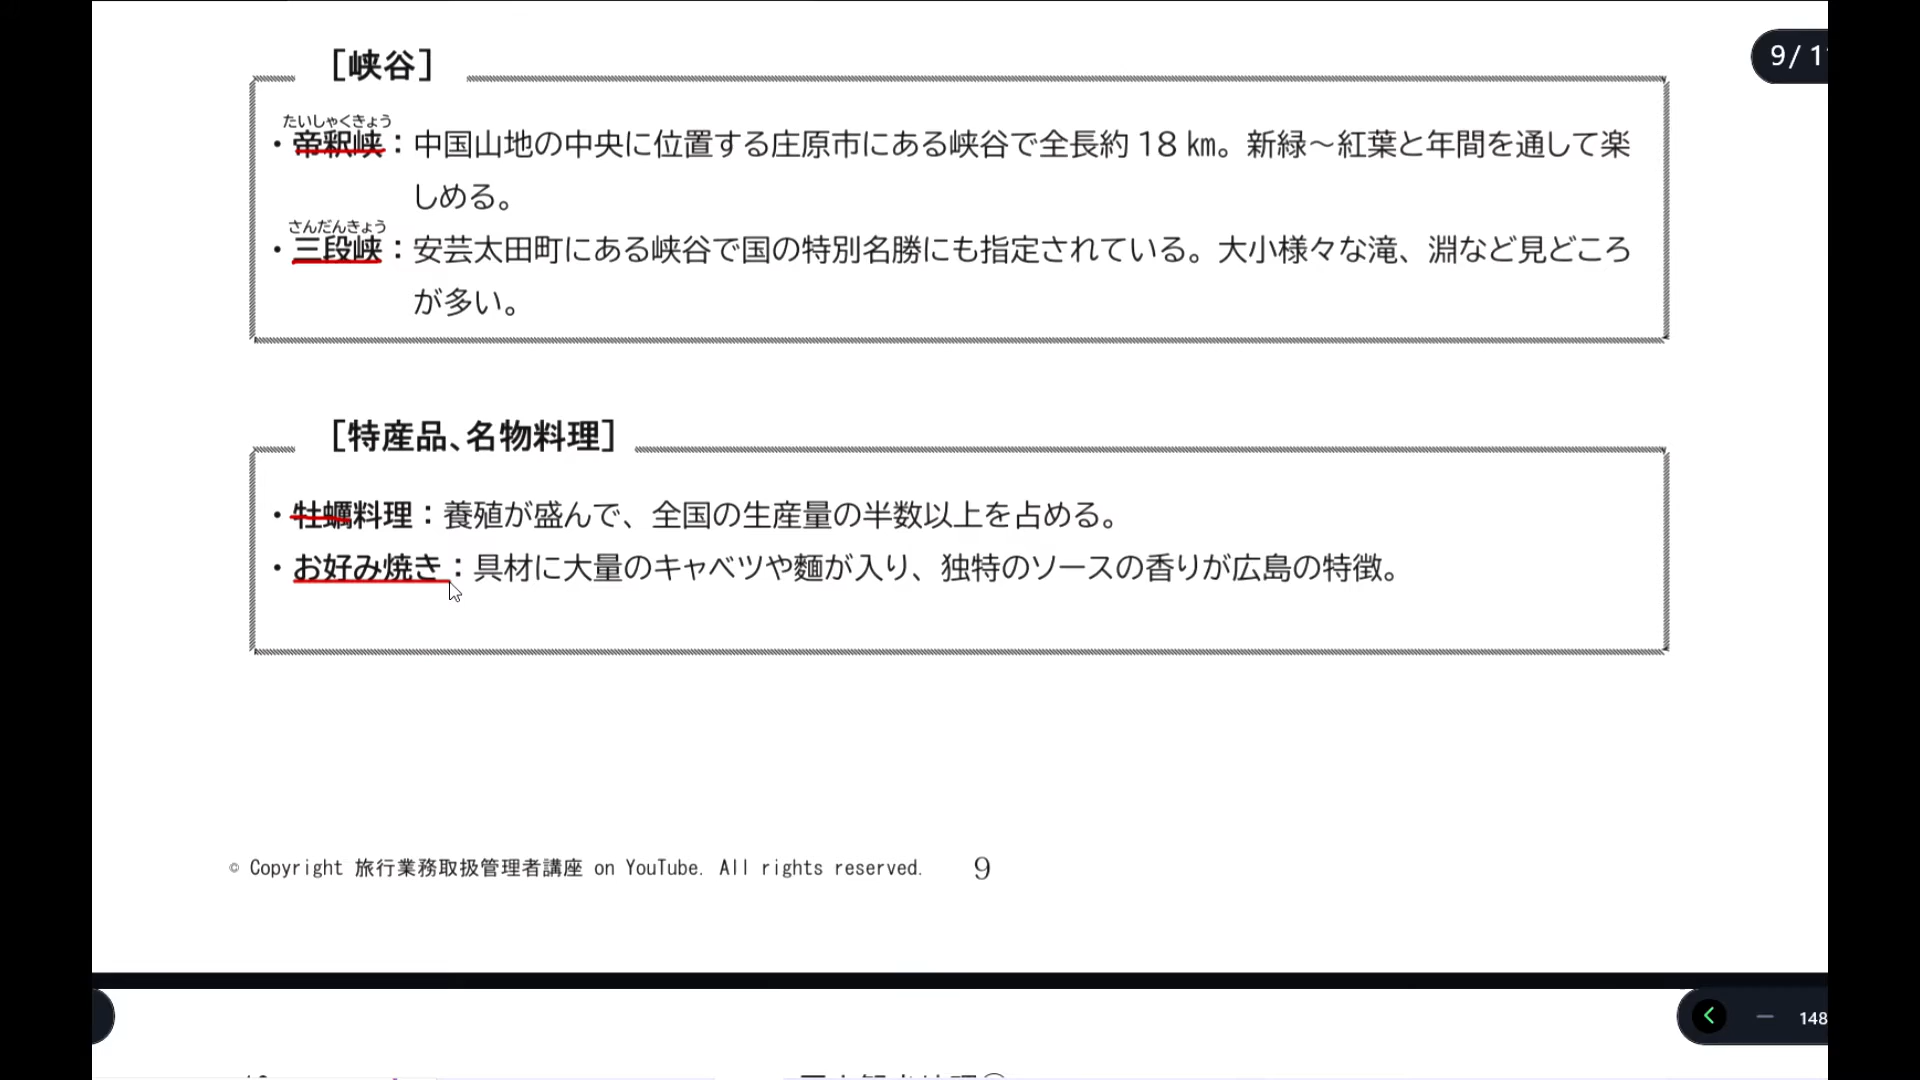 [峡谷]
9/ 1
たいしゃくきょう
・帝釈峡：中国山地の中央に位置する庄原市にある峡谷で全長約 18 ㎞。新緑～紅葉と年間を通して楽
しめる。
さんだんきょう
・三段峡：安芸太田町にある峡谷で国の特別名勝にも指定されている。大小様々な滝、淵など見どころ
が多い。
[特産品、名物料理]
・牡蠣料理：養殖が盛んで、全国の生産量の半数以上を占める。
・お好み焼き：具材に大量のキャベツや麺が入り、独特のソースの香りが広島の特徴。
© Copyright 旅行業務取扱管理者講座 on YouTube. All rights reserved. 9
148